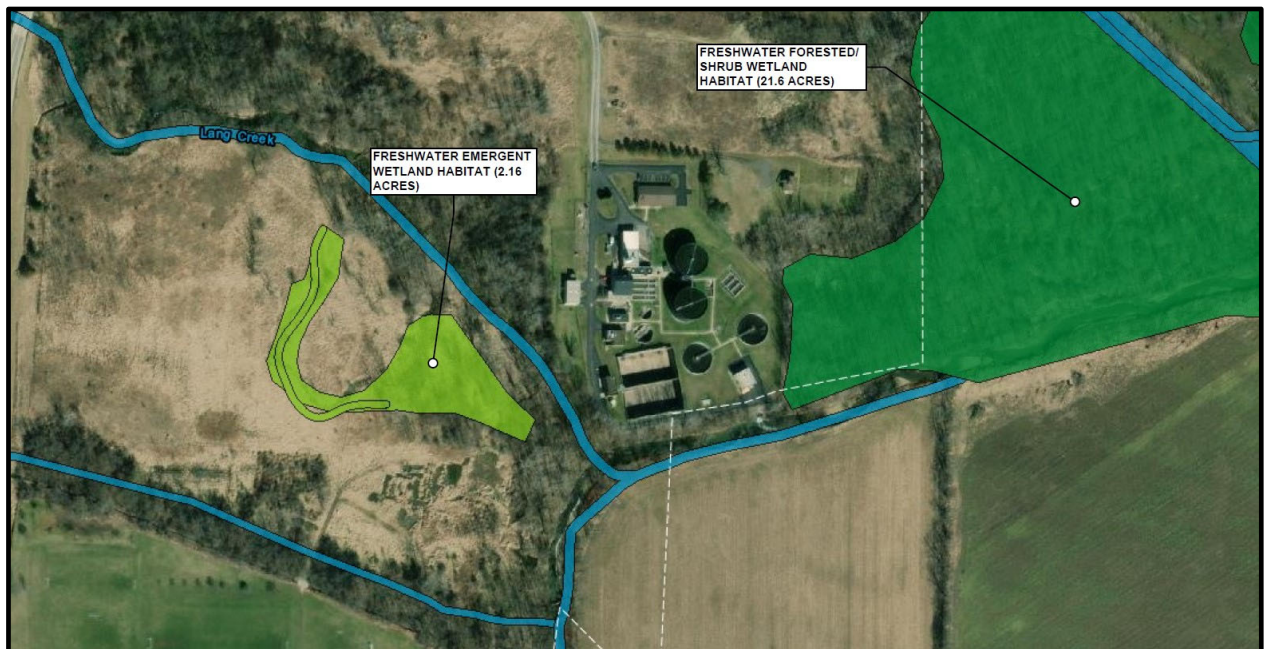 FRESHWATER FORESTED/
SHRUB WETLAND
HABITAT (21.6 ACRES)
Lang Creek
FRESHWATER EMERGENT
WETLAND HABITAT (2.16
ACRES)